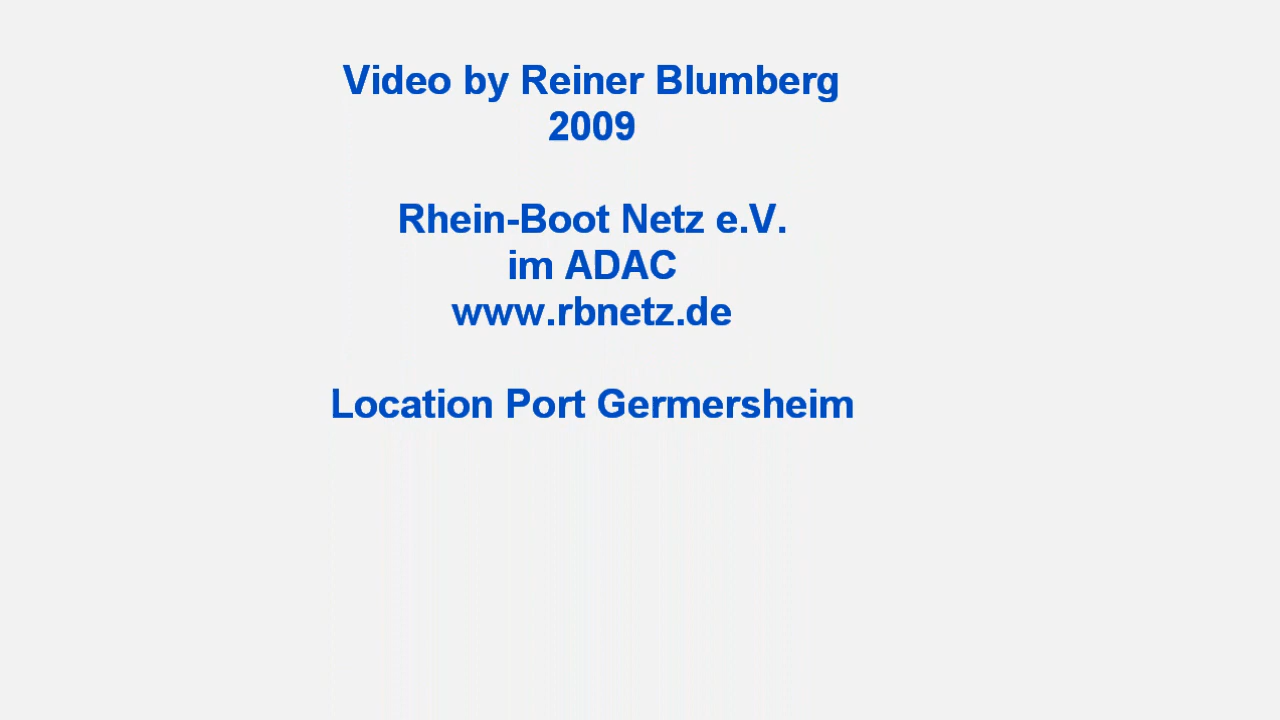 Video by Reiner Blumberg
2009
Rhein-Boot Netz e.V.
im ADAC
www.rbnetz.de
Location Port Germersheim